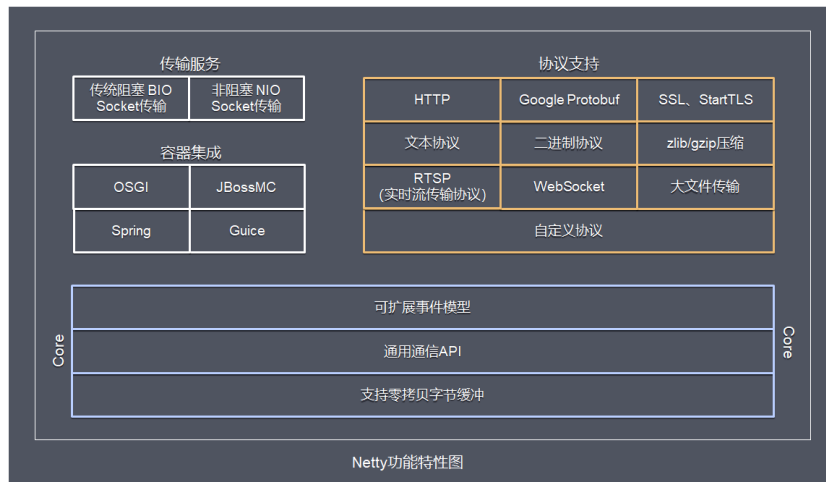 传输服务
传统阻塞 BIO
Socket传输
非阻塞 NIO
Socket传输
容器集成
OSGI
JBossMC
Spring
Guice
协议支持
HTTP
Google Protobuf
SSL、StartTLS
文本协议
二进制协议
zlib/gzip压缩
RTSP
(实时流传输协议)
WebSocket
大文件传输
自定义协议
Core
可扩展事件模型
通用通信API
支持零拷贝字节缓冲
Core
Netty功能特性图